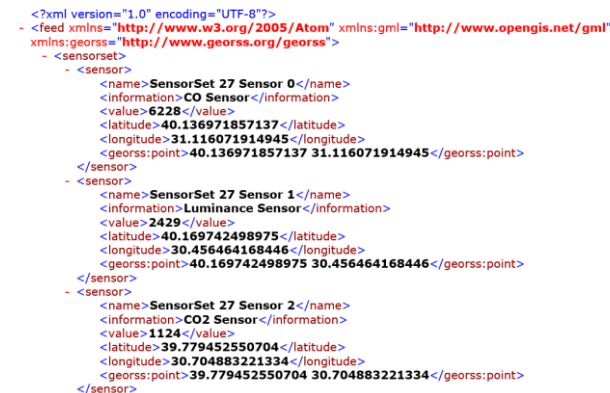 <?xml version="1.0" encoding="UTF-8"?>
- <feed xmlns="http://www.w3.org/2005/Atom" xmlns:gml="http://www.opengis.net/gml"
xmlns:georss="http://www.georss.org/georss">
- <sensorset>
- <sensor>
<name>SensorSet 27 Sensor 0</name>
<information>CO Sensor</information>
<value>6228</value>
<latitude>40.136971857137</latitude>
<longitude>31.116071914945</longitude>
<georss:point>40.136971857137 31.116071914945</georss:point>
</sensor>
- <sensor>
<name>SensorSet 27 Sensor 1</name>
<information>Luminance Sensor</information>
<value>2429</value>
<latitude>40.169742498975</latitude>
<longitude>30.456464168446</longitude>
<georss:point>40.169742498975 30.456464168446</georss:point>
</sensor>
- <sensor>
<name>SensorSet 27 Sensor 2</name>
<information>CO2 Sensor</information>
<value>1124</value>
<latitude>39.779452550704</latitude>
<longitude>30.704883221334</longitude>
<georss:point>39.779452550704 30.704883221334</georss:point>
</sensor>